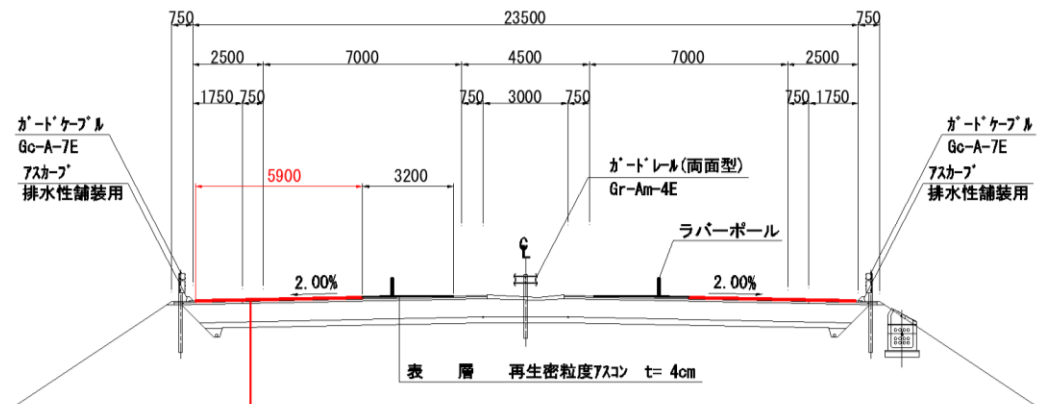 750 23500 750
2500 7000 4500 7000 2500
1750 750 750 3000 750 750 1750
ｶﾞｰﾄﾞｹｰﾌﾞﾙ
Gc-A-7E
ｱｽｶｰﾌﾞ
排水性舗装用
5900 3200
ｶﾞｰﾄﾞﾚｰﾙ(両面型)
Gr-Am-4E
ラバーポール
ｶﾞｰﾄﾞｹｰﾌﾞﾙ
Gc-A-7E
ｱｽｶｰﾌﾞ
排水性舗装用
CL
2.00% 2.00%
表 層 再生密粒度ｱｽｺﾝ t= 4cm